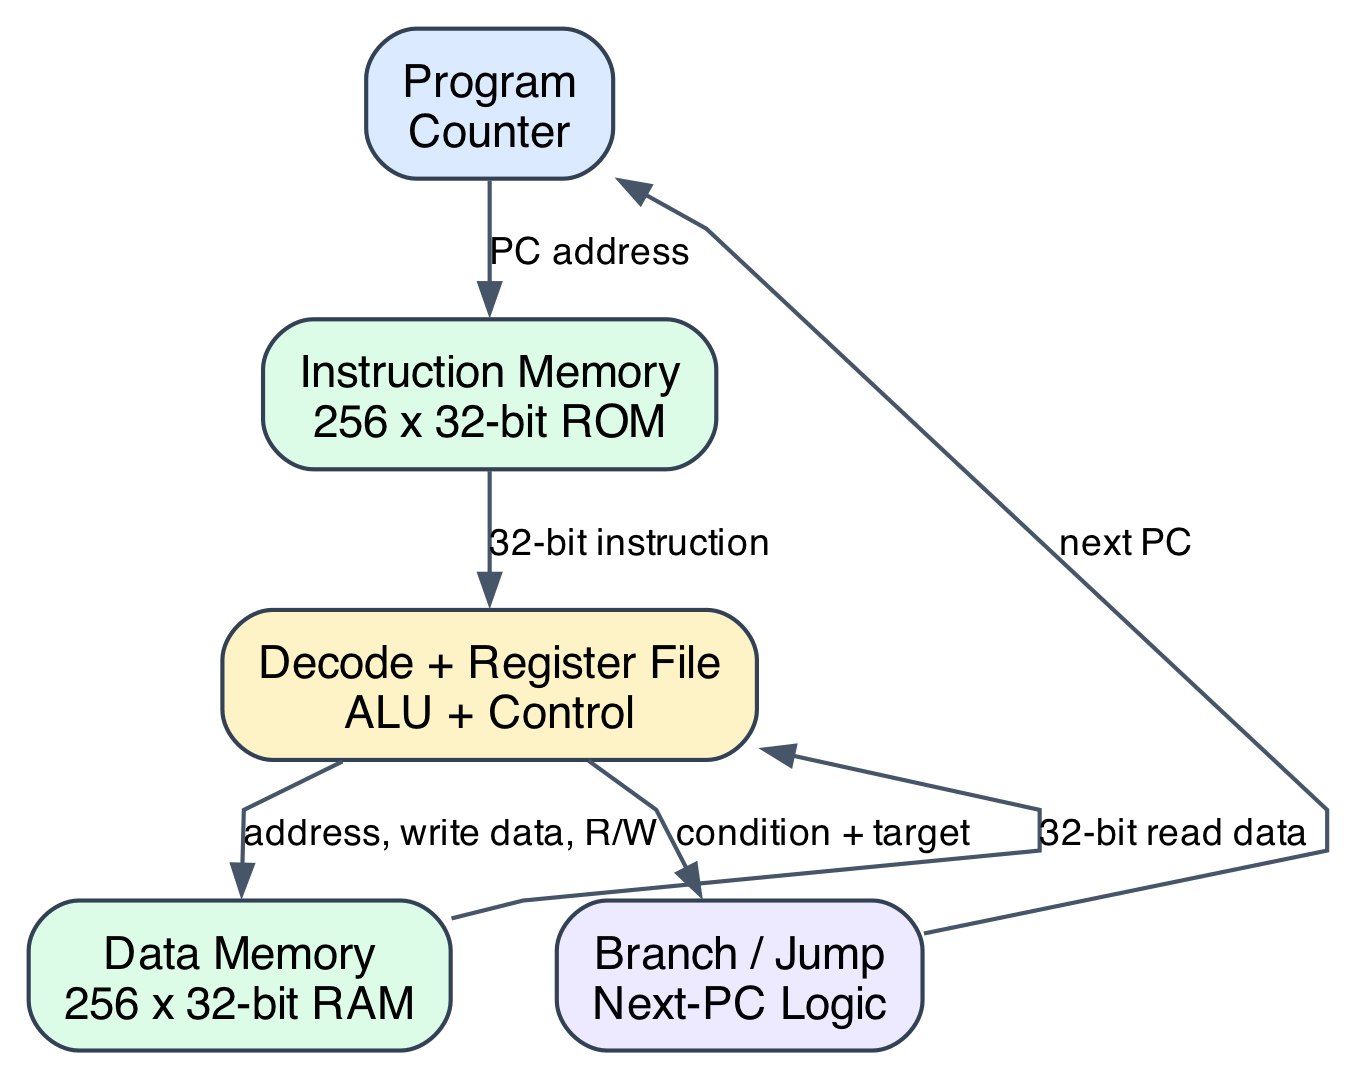 Program
Counter
PC address
Instruction Memory
256 x 32-bit ROM
32-bit instruction
next PC
Decode + Register File
ALU + Control
address, write data, R/W
condition + target
32-bit read data
Data Memory
256 x 32-bit RAM
Branch / Jump
Next-PC Logic